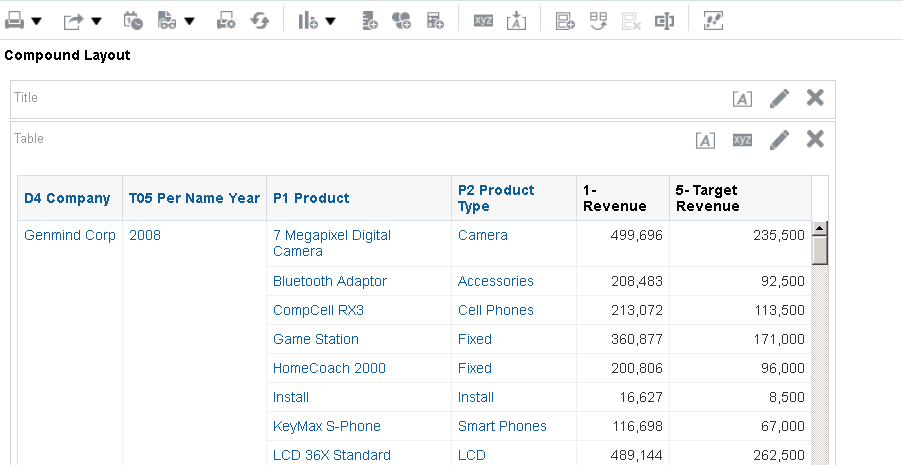 xyz
Compound Layout
Title
[A]
Table
[A] xyz
D4 Company T05 Per Name Year P1 Product P2 Product Type 1- Revenue 5- Target Revenue
Genmind Corp 2008 7 Megapixel Digital Camera Camera 499,696 235,500
Bluetooth Adaptor Accessories 208,483 92,500
CompCell RX3 Cell Phones 213,072 113,500
Game Station Fixed 360,877 171,000
HomeCoach 2000 Fixed 200,806 96,000
Install Install 16,627 8,500
KeyMax S-Phone Smart Phones 116,698 67,000
LCD 36X Standard LCD 489,144 262,500